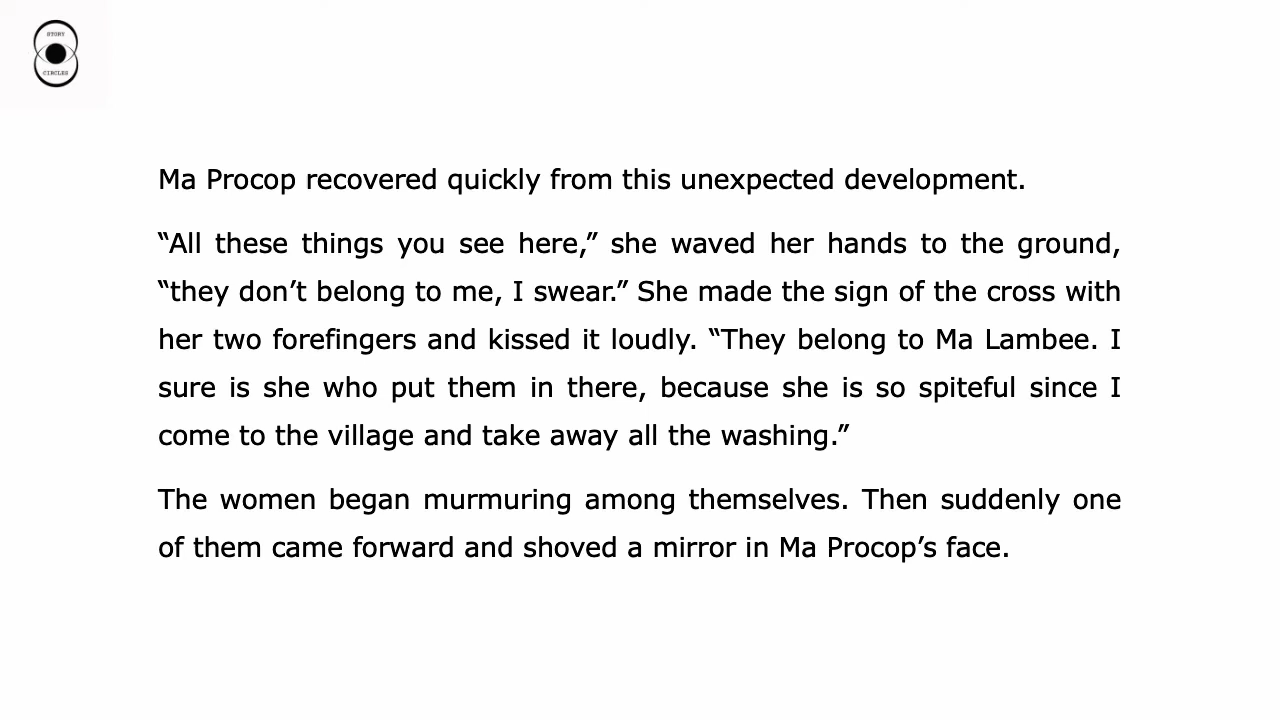 STORY
CIRCLES
Ma Procop recovered quickly from this unexpected development.
“All these things you see here,” she waved her hands to the ground,
“they don’t belong to me, I swear.” She made the sign of the cross with
her two forefingers and kissed it loudly. “They belong to Ma Lambee. I
sure is she who put them in there, because she is so spiteful since I
come to the village and take away all the washing.”
The women began murmuring among themselves. Then suddenly one
of them came forward and shoved a mirror in Ma Procop’s face.